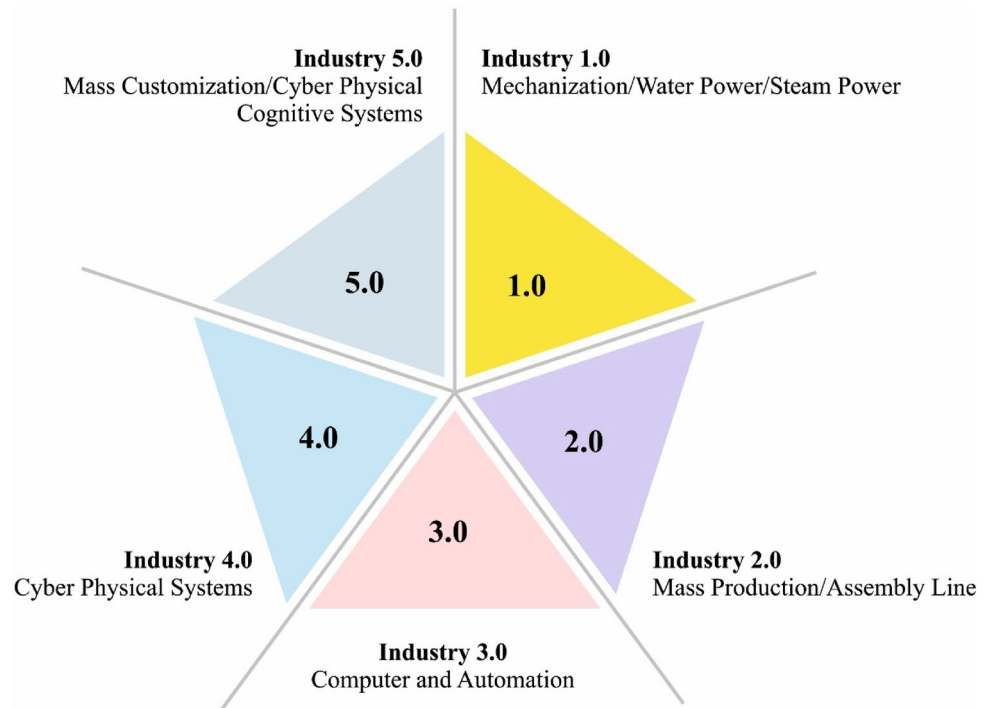 Industry 5.0
Mass Customization/Cyber Physical
Cognitive Systems
Industry 1.0
Mechanization/Water Power/Steam Power
5.0
1.0
4.0
2.0
3.0
Industry 4.0
Cyber Physical Systems
Industry 2.0
Mass Production/Assembly Line
Industry 3.0
Computer and Automation